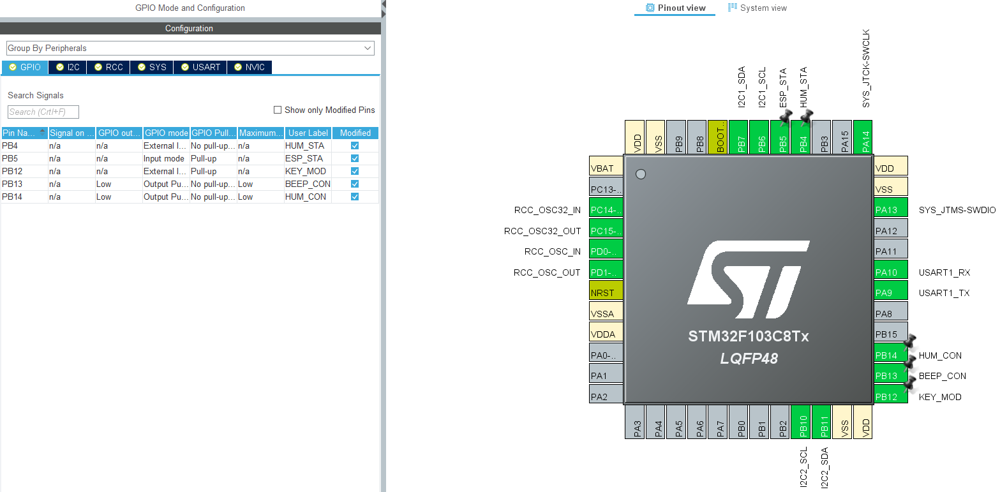 GPIO Mode and Configuration
Configuration
Group By Peripherals
GPIO I2C RCC SYS USART NVIC
Search Signals
Search (CrtI+F)
Show only Modified Pins
Pin Na... Signal on ... GPIO out... GPIO mode GPIO Pull... Maximum... User Label Modified
PB4 n/a n/a External I... No pull-up... n/a HUM_STA
PB5 n/a n/a Input mode Pull-up n/a ESP_STA
PB12 n/a n/a External I... Pull-up n/a KEY_MOD
PB13 n/a Low Output Pu... No pull-up... Low BEEP_CON
PB14 n/a Low Output Pu... No pull-up... Low HUM_CON
Pinout view System view
I2C1_SDA I2C1_SCL ESP_STA HUM_STA SYS_JTCK-SWCLK
VDD VSS PB9 PB8 BOOT.. PB7 PB6 PB5 PB4 PB3 PA15 PA14
VBAT VDD
PC13-.. VSS
RCC_OSC32_IN PC14-.. PA13 SYS_JTMS-SWDIO
RCC_OSC32_OUT PC15-.. PA12
RCC_OSC_IN PD0-.. PA11
RCC_OSC_OUT PD1-.. PA10 USART1_RX
NRST PA9 USART1_TX
VSSA PA8
VDDA PB15
PA0-.. PB14 HUM_CON
PA1 PB13 BEEP_CON
PA2 PB12 KEY_MOD
ST
STM32F103C8Tx
LQFP48
PA3 PA4 PA5 PA6 PA7 PB0 PB1 PB2 PB10 PB11 VSS VDD
I2C2_SCL I2C2_SDA